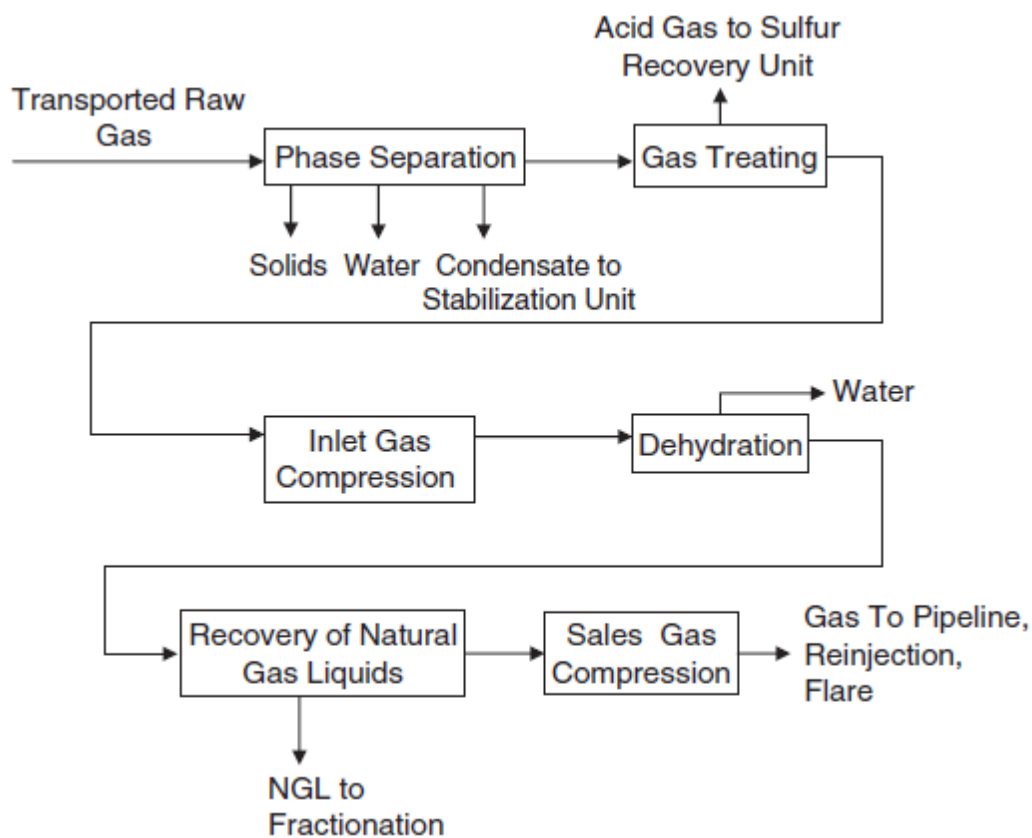 Acid Gas to Sulfur
Recovery Unit
Transported Raw
Gas
Phase Separation
Gas Treating
Solids Water Condensate to
Stabilization Unit
Water
Inlet Gas
Compression
Dehydration
Recovery of Natural
Gas Liquids
Sales Gas
Compression
Gas To Pipeline,
Reinjection,
Flare
NGL to
Fractionation